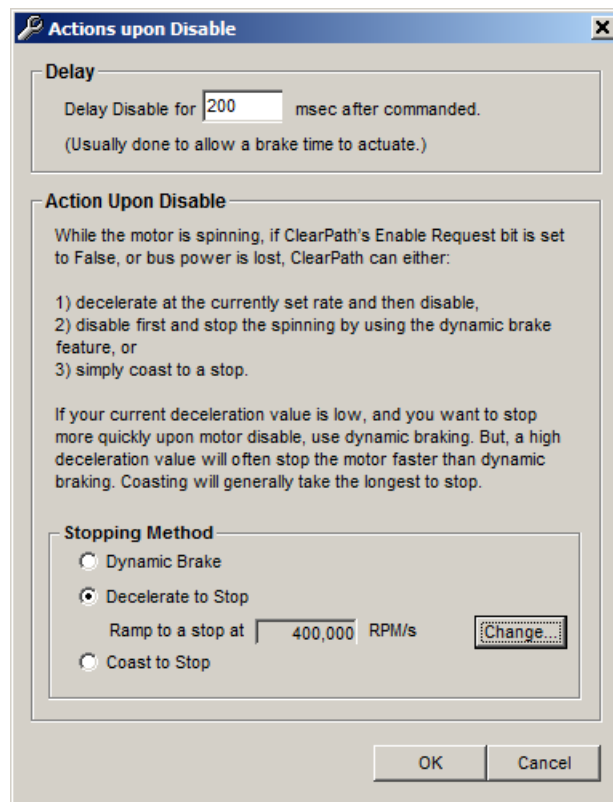 Actions upon Disable
Delay
Delay Disable for 200 msec after commanded.
(Usually done to allow a brake time to actuate.)
Action Upon Disable
While the motor is spinning, if ClearPath's Enable Request bit is set
to False, or bus power is lost, ClearPath can either:
1) decelerate at the currently set rate and then disable,
2) disable first and stop the spinning by using the dynamic brake
feature, or
3) simply coast to a stop.
If your current deceleration value is low, and you want to stop
more quickly upon motor disable, use dynamic braking. But, a high
deceleration value will often stop the motor faster than dynamic
braking. Coasting will generally take the longest to stop.
Stopping Method
Dynamic Brake
Decelerate to Stop
Ramp to a stop at 400,000 RPM/s Change...
Coast to Stop
OK Cancel